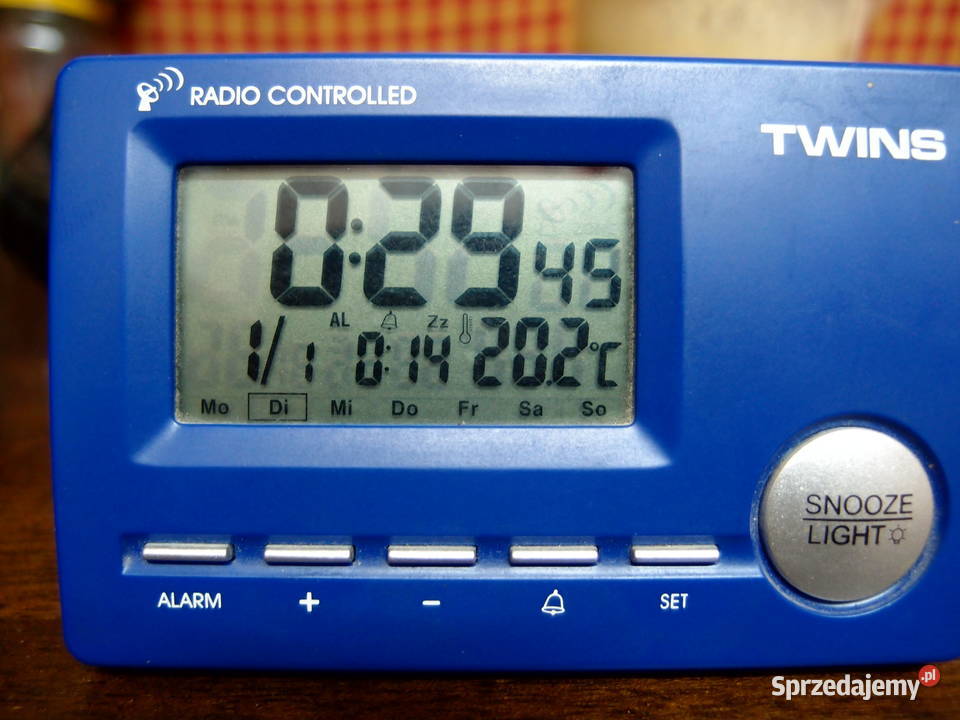 RADIO CONTROLLED
TWINS
0:29 45
AL Zz
1/1 0:14 20.2°C
Mo Di Mi Do Fr Sa So
SNOOZE
LIGHT
ALARM + - SET
Sprzedajemy.pl